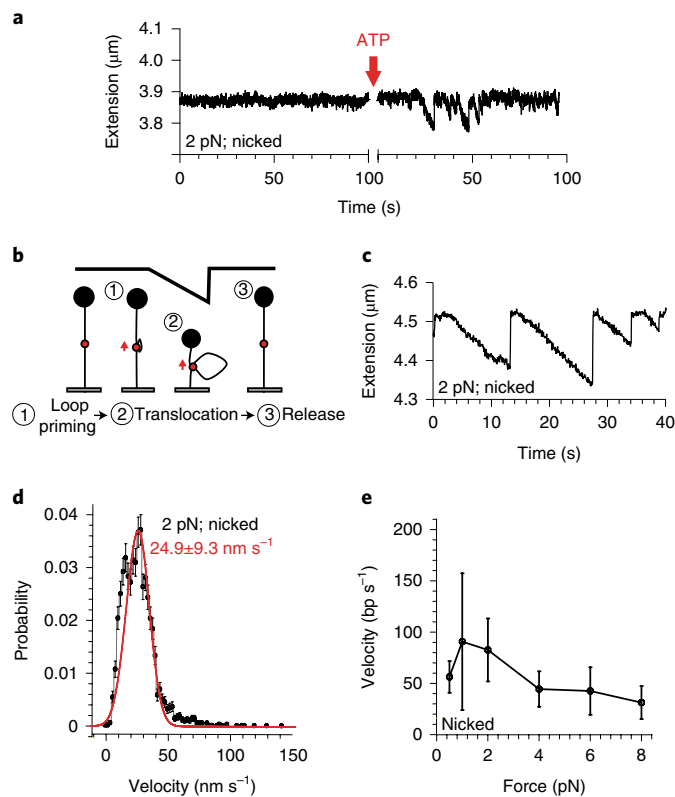 a
4.1
4.0
3.9
3.8
Extension (μm)
ATP
2 pN; nicked
0 50 100 50 100
Time (s)
b
1
2
3
1 Loop priming → 2 Translocation → 3 Release
c
4.6
4.5
4.4
4.3
Extension (μm)
2 pN; nicked
0 10 20 30 40
Time (s)
d
0.04
0.03
0.02
0.01
0
Probability
2 pN; nicked
24.9±9.3 nm s⁻¹
0 50 100 150
Velocity (nm s⁻¹)
e
200
150
100
50
0
Velocity (bp s⁻¹)
Nicked
0 2 4 6 8
Force (pN)